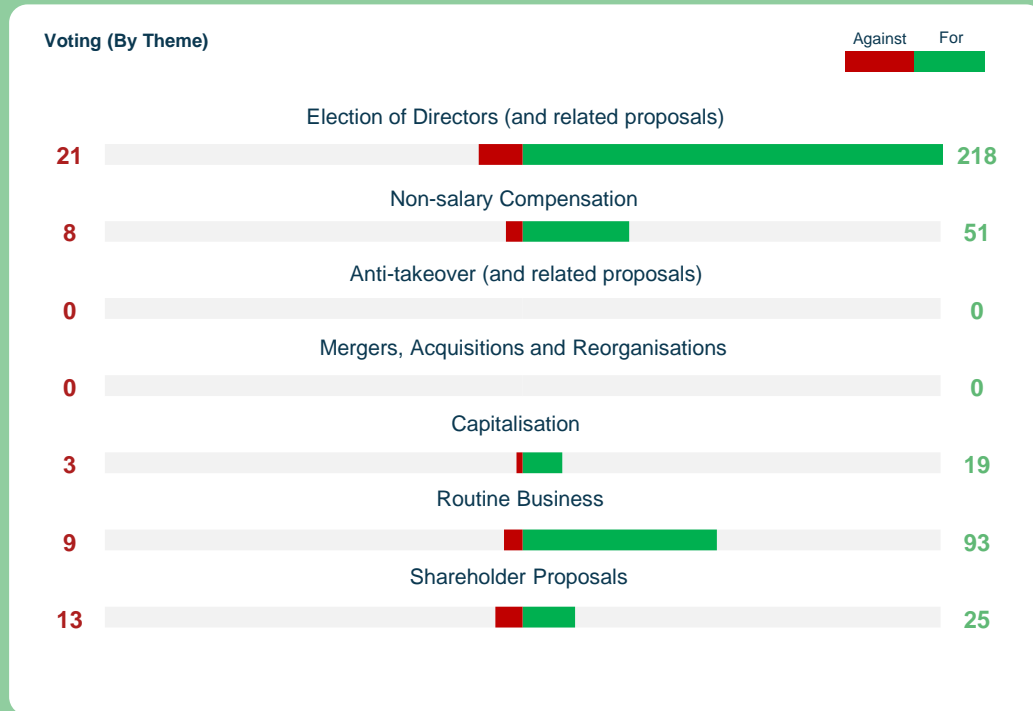 Voting (By Theme)
Against For
Election of Directors (and related proposals)
21 218
Non-salary Compensation
8 51
Anti-takeover (and related proposals)
0 0
Mergers, Acquisitions and Reorganisations
0 0
Capitalisation
3 19
Routine Business
9 93
Shareholder Proposals
13 25